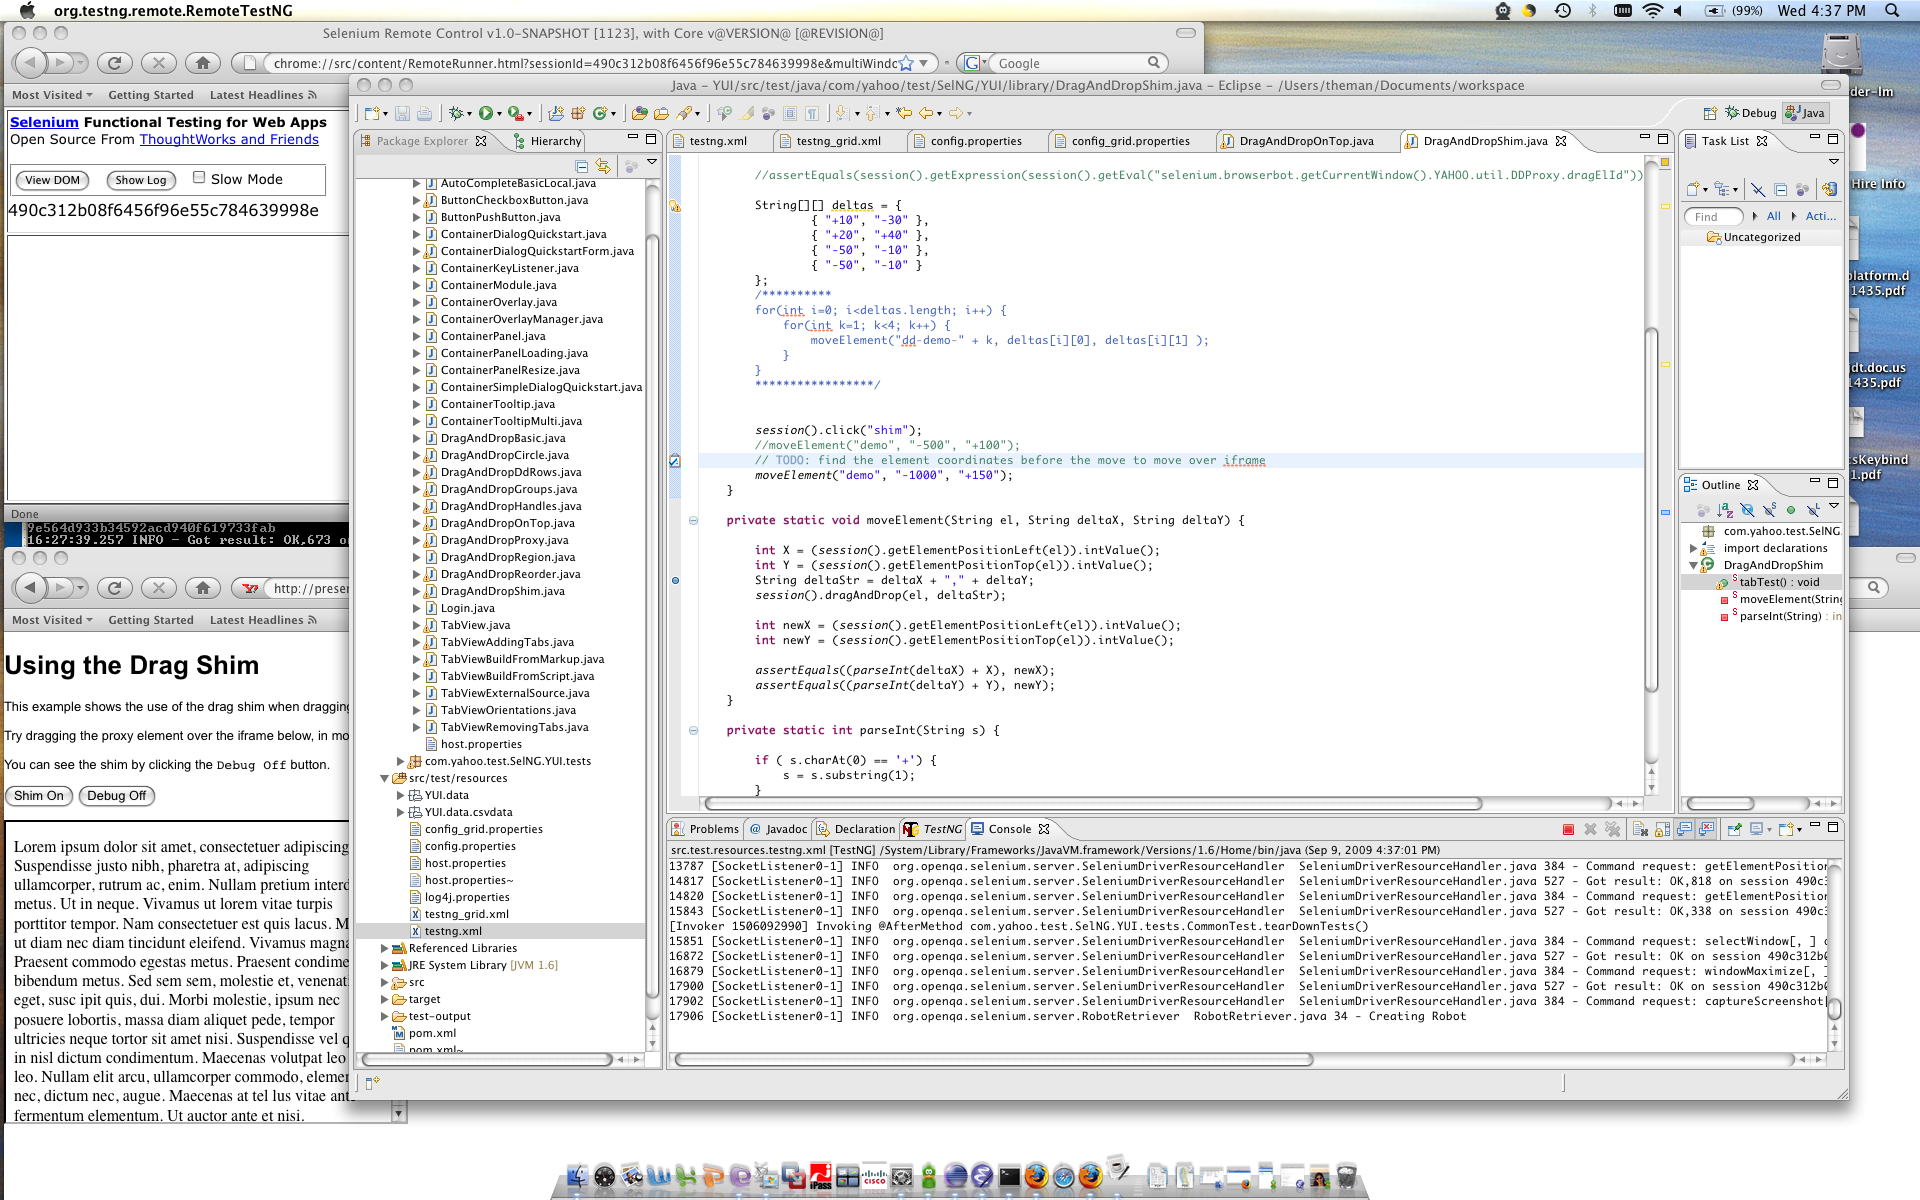 org.testng.remote.RemoteTestNG
(99%) Wed 4:37 PM
Selenium Remote Control v1.0-SNAPSHOT [1123], with Core v@VERSION@ [@REVISION@]
chrome://src/content/RemoteRunner.html?sessionId=490c312b08f6456f96e55c784639998e&multiWindo
Google
Most Visited Getting Started Latest Headlines
Selenium Functional Testing for Web Apps
Open Source From ThoughtWorks and Friends
View DOM Show Log Slow Mode
490c312b08f6456f96e55c784639998e
Done
9e564d933b34592acd940f619733fab
16:27:39.257 INFO - Got result: OK,673 o
http://preser
Most Visited Getting Started Latest Headlines
Using the Drag Shim
This example shows the use of the drag shim when dragging
Try dragging the proxy element over the iframe below, in mo
You can see the shim by clicking the Debug Off button.
Shim On Debug Off
Lorem ipsum dolor sit amet, consectetuer adipiscing
Suspendisse justo nibh, pharetra at, adipiscing
ullamcorper, rutrum ac, enim. Nullam pretium interd
metus. Ut in neque. Vivamus ut lorem vitae turpis
porttitor tempor. Nam consectetuer est quis lacus. M
ut diam nec diam tincidunt eleifend. Vivamus magna
Praesent commodo egestas metus. Praesent condime
bibendum metus. Sed sem sem, molestie et, venenat
eget, susc ipit quis, dui. Morbi molestie, ipsum nec
posuere lobortis, massa diam aliquet pede, tempor
ultricies neque tortor sit amet nisi. Suspendisse vel q
in nisl dictum condimentum. Maecenas volutpat leo
leo. Nullam elit arcu, ullamcorper commodo, elemen
nec, dictum nec, augue. Maecenas at tel lus vitae ante
fermentum elementum. Ut auctor ante et nisi.
Java - YUI/src/test/java/com/yahoo/test/SelNG/YUI/library/DragAndDropShim.java - Eclipse - /Users/theman/Documents/workspace
Debug Java
Package Explorer Hierarchy
AutoCompleteBasicLocal.java
ButtonCheckboxButton.java
ButtonPushButton.java
ContainerDialogQuickstart.java
ContainerDialogQuickstartForm.java
ContainerKeyListener.java
ContainerModule.java
ContainerOverlay.java
ContainerOverlayManager.java
ContainerPanel.java
ContainerPanelLoading.java
ContainerPanelResize.java
ContainerSimpleDialogQuickstart.java
ContainerTooltip.java
ContainerTooltipMulti.java
DragAndDropBasic.java
DragAndDropCircle.java
DragAndDropDdRows.java
DragAndDropGroups.java
DragAndDropHandles.java
DragAndDropOnTop.java
DragAndDropProxy.java
DragAndDropRegion.java
DragAndDropReorder.java
DragAndDropShim.java
Login.java
TabView.java
TabViewAddingTabs.java
TabViewBuildFromMarkup.java
TabViewBuildFromScript.java
TabViewExternalSource.java
TabViewOrientations.java
TabViewRemovingTabs.java
host.properties
com.yahoo.test.SelNG.YUI.tests
src/test/resources
YUI.data
YUI.data.csvdata
config_grid.properties
config.properties
host.properties
host.properties~
log4j.properties
testng_grid.xml
testng.xml
Referenced Libraries
JRE System Library [JVM 1.6]
src
target
test-output
pom.xml
pom.xml~
testng.xml testng_grid.xml config.properties config_grid.properties DragAndDropOnTop.java DragAndDropShim.java
//assertEquals(session().getExpression(session().getEval("selenium.browserbot.getCurrentWindow().YAHOO.util.DDProxy.dragElId"))
String[][] deltas = {
{ "+10", "-30" },
{ "+20", "+40" },
{ "-50", "-10" },
{ "-50", "-10" }
};
/**********
for(int i=0; i<deltas.length; i++) {
for(int k=1; k<4; k++) {
moveElement("dd-demo-" + k, deltas[i][0], deltas[i][1] );
}
}
*****************/
session().click("shim");
//moveElement("demo", "-500", "+100");
// TODO: find the element coordinates before the move to move over iframe
moveElement("demo", "-1000", "+150");
}
private static void moveElement(String el, String deltaX, String deltaY) {
int X = (session().getElementPositionLeft(el)).intValue();
int Y = (session().getElementPositionTop(el)).intValue();
String deltaStr = deltaX + "," + deltaY;
session().dragAndDrop(el, deltaStr);
int newX = (session().getElementPositionLeft(el)).intValue();
int newY = (session().getElementPositionTop(el)).intValue();
assertEquals((parseInt(deltaX) + X), newX);
assertEquals((parseInt(deltaY) + Y), newY);
}
private static int parseInt(String s) {
if ( s.charAt(0) == '+') {
s = s.substring(1);
}
Task List
Find All Acti...
Uncategorized
Outline
com.yahoo.test.SelNG.
import declarations
DragAndDropShim
tabTest() : void
moveElement(String
parseInt(String) : in
Problems Javadoc Declaration TestNG Console
src.test.resources.testng.xml [TestNG] /System/Library/Frameworks/JavaVM.framework/Versions/1.6/Home/bin/java (Sep 9, 2009 4:37:01 PM)
13787 [SocketListener0-1] INFO org.openqa.selenium.server.SeleniumDriverResourceHandler SeleniumDriverResourceHandler.java 384 - Command request: getElementPosition
14817 [SocketListener0-1] INFO org.openqa.selenium.server.SeleniumDriverResourceHandler SeleniumDriverResourceHandler.java 527 - Got result: OK,818 on session 490c3
14820 [SocketListener0-1] INFO org.openqa.selenium.server.SeleniumDriverResourceHandler SeleniumDriverResourceHandler.java 384 - Command request: getElementPosition
15843 [SocketListener0-1] INFO org.openqa.selenium.server.SeleniumDriverResourceHandler SeleniumDriverResourceHandler.java 527 - Got result: OK,338 on session 490c3
[Invoker 1506092990] Invoking @AfterMethod com.yahoo.test.SelNG.YUI.tests.CommonTest.tearDownTests()
15851 [SocketListener0-1] INFO org.openqa.selenium.server.SeleniumDriverResourceHandler SeleniumDriverResourceHandler.java 384 - Command request: selectWindow[, ] o
16872 [SocketListener0-1] INFO org.openqa.selenium.server.SeleniumDriverResourceHandler SeleniumDriverResourceHandler.java 527 - Got result: OK on session 490c312b0
16879 [SocketListener0-1] INFO org.openqa.selenium.server.SeleniumDriverResourceHandler SeleniumDriverResourceHandler.java 384 - Command request: windowMaximize[, ]
17900 [SocketListener0-1] INFO org.openqa.selenium.server.SeleniumDriverResourceHandler SeleniumDriverResourceHandler.java 527 - Got result: OK on session 490c312b0
17902 [SocketListener0-1] INFO org.openqa.selenium.server.SeleniumDriverResourceHandler SeleniumDriverResourceHandler.java 384 - Command request: captureScreenshot[
17906 [SocketListener0-1] INFO org.openqa.selenium.server.RobotRetriever RobotRetriever.java 34 - Creating Robot
der-lm
Hire Info
platform.d
1435.pdf
dt.doc.us
1435.pdf
tsKeybind
1.pdf
iPass
CISCO